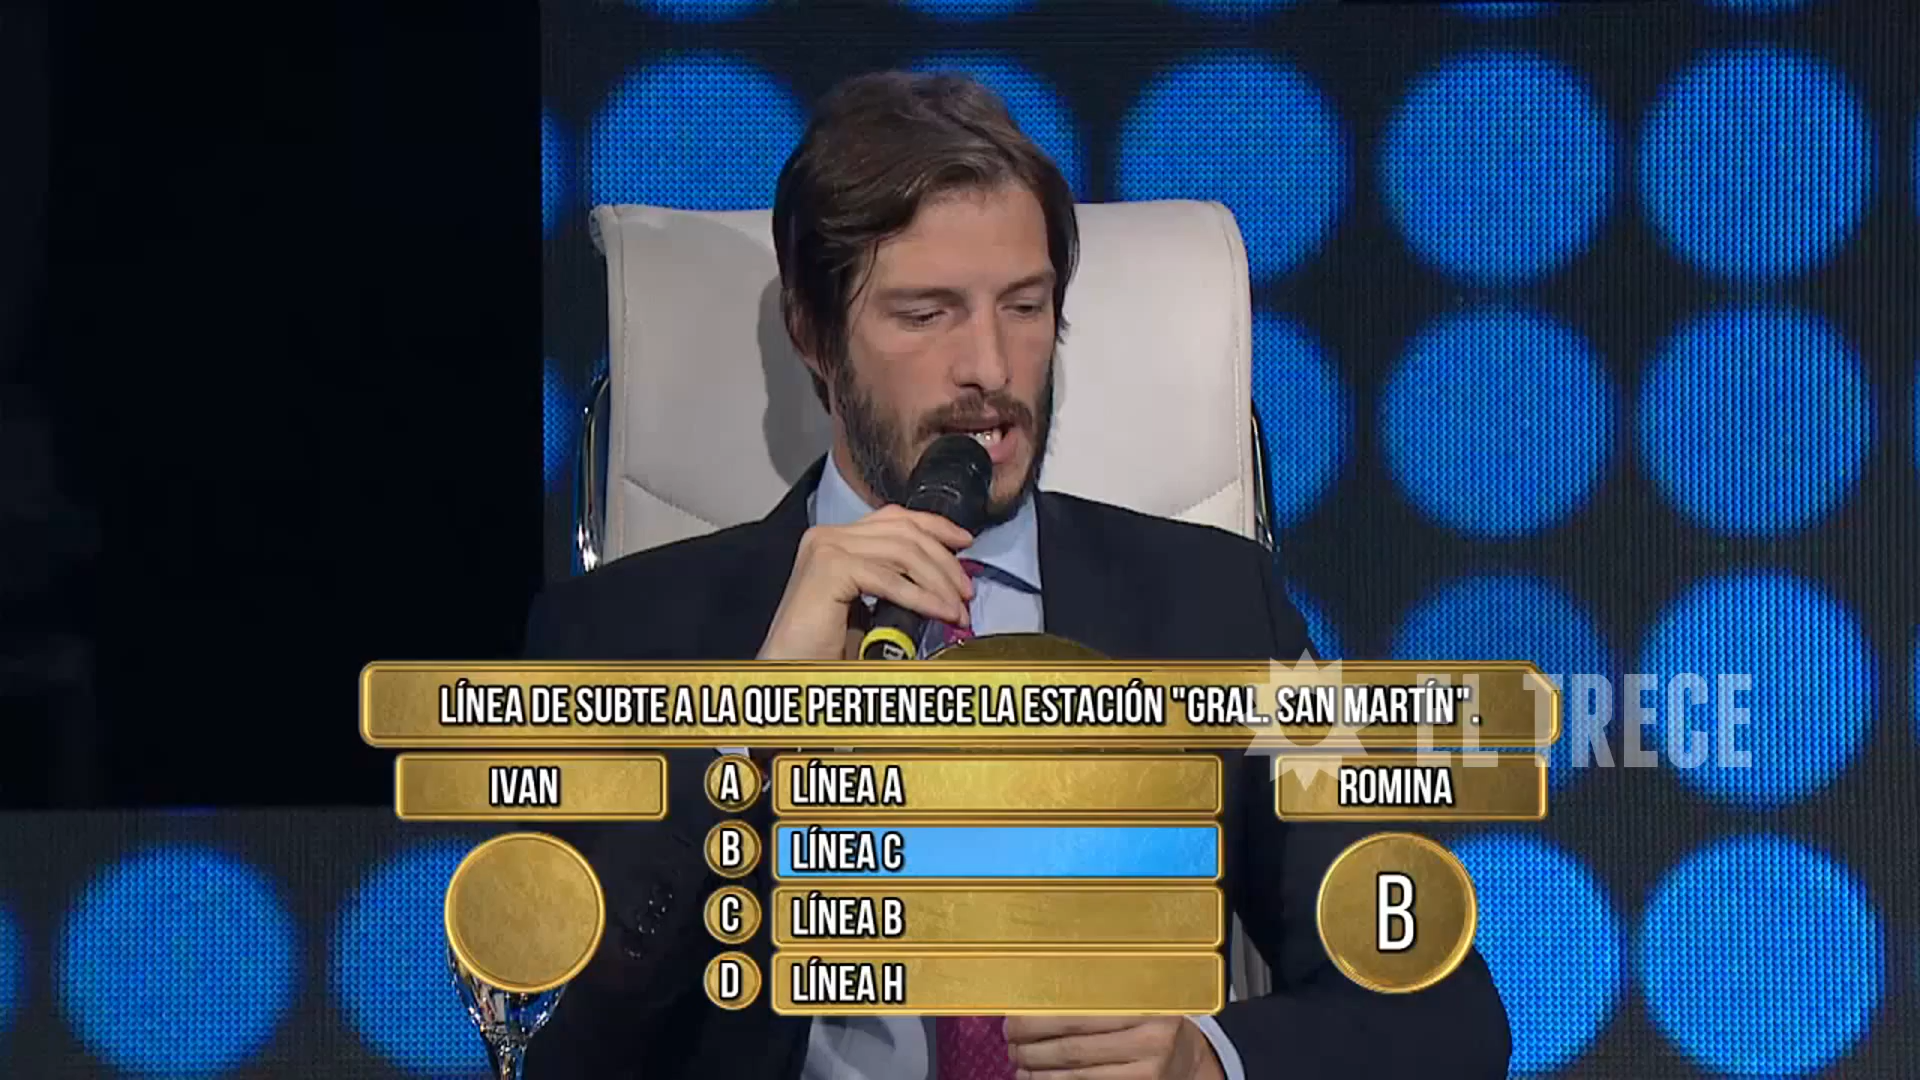 LÍNEA DE SUBTE A LA QUE PERTENECE LA ESTACIÓN "GRAL. SAN MARTÍN".
EL TRECE
IVAN
A LÍNEA A
ROMINA
B LÍNEA C
C LÍNEA B
B
D LÍNEA H